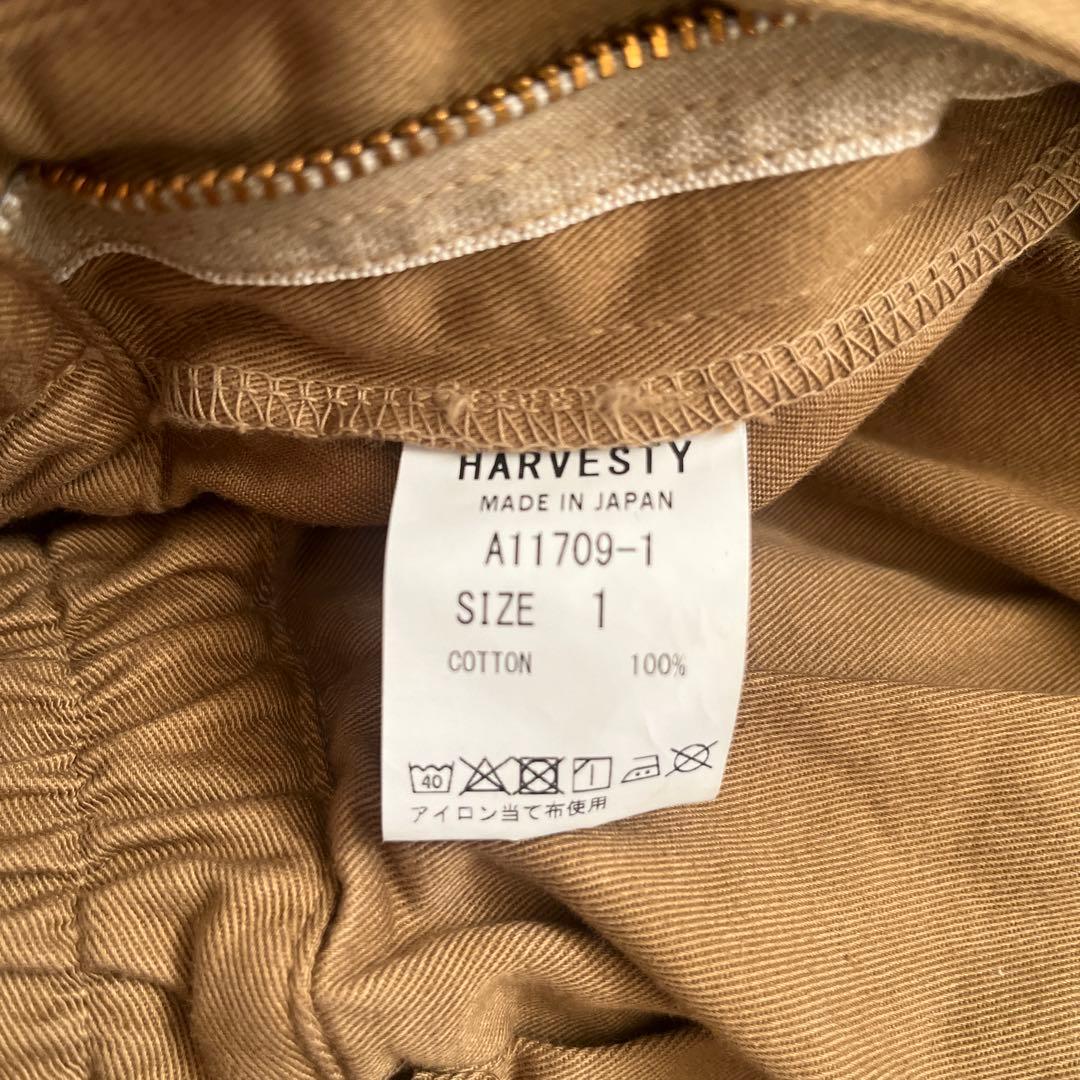 HARVESTY
MADE IN JAPAN
A11709-1
SIZE 1
COTTON 100%
40
アイロン当て布使用